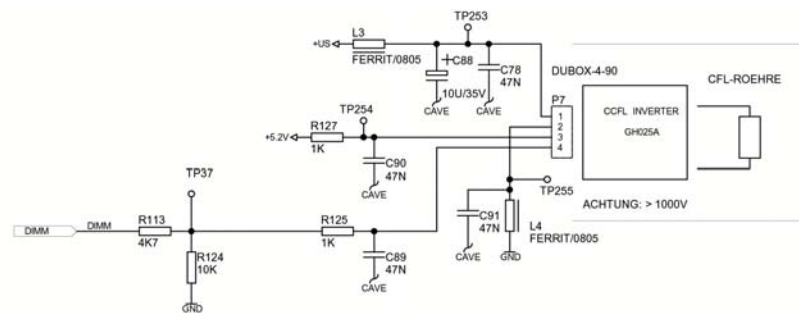 TP253
L3
+US
FERRIT/0805
C88
10U/35V
CAVE
C78
47N
CAVE
DUBOX-4-90
CFL-ROEHRE
P7
1
2
3
4
CCFL INVERTER
GH025A
TP254
R127
+5.2V
1K
C90
47N
CAVE
TP255
ACHTUNG: > 1000V
TP37
DIMM
DIMM
R113
4K7
R125
1K
R124
10K
GND
C89
47N
CAVE
C91
47N
CAVE
L4
FERRIT/0805
GND